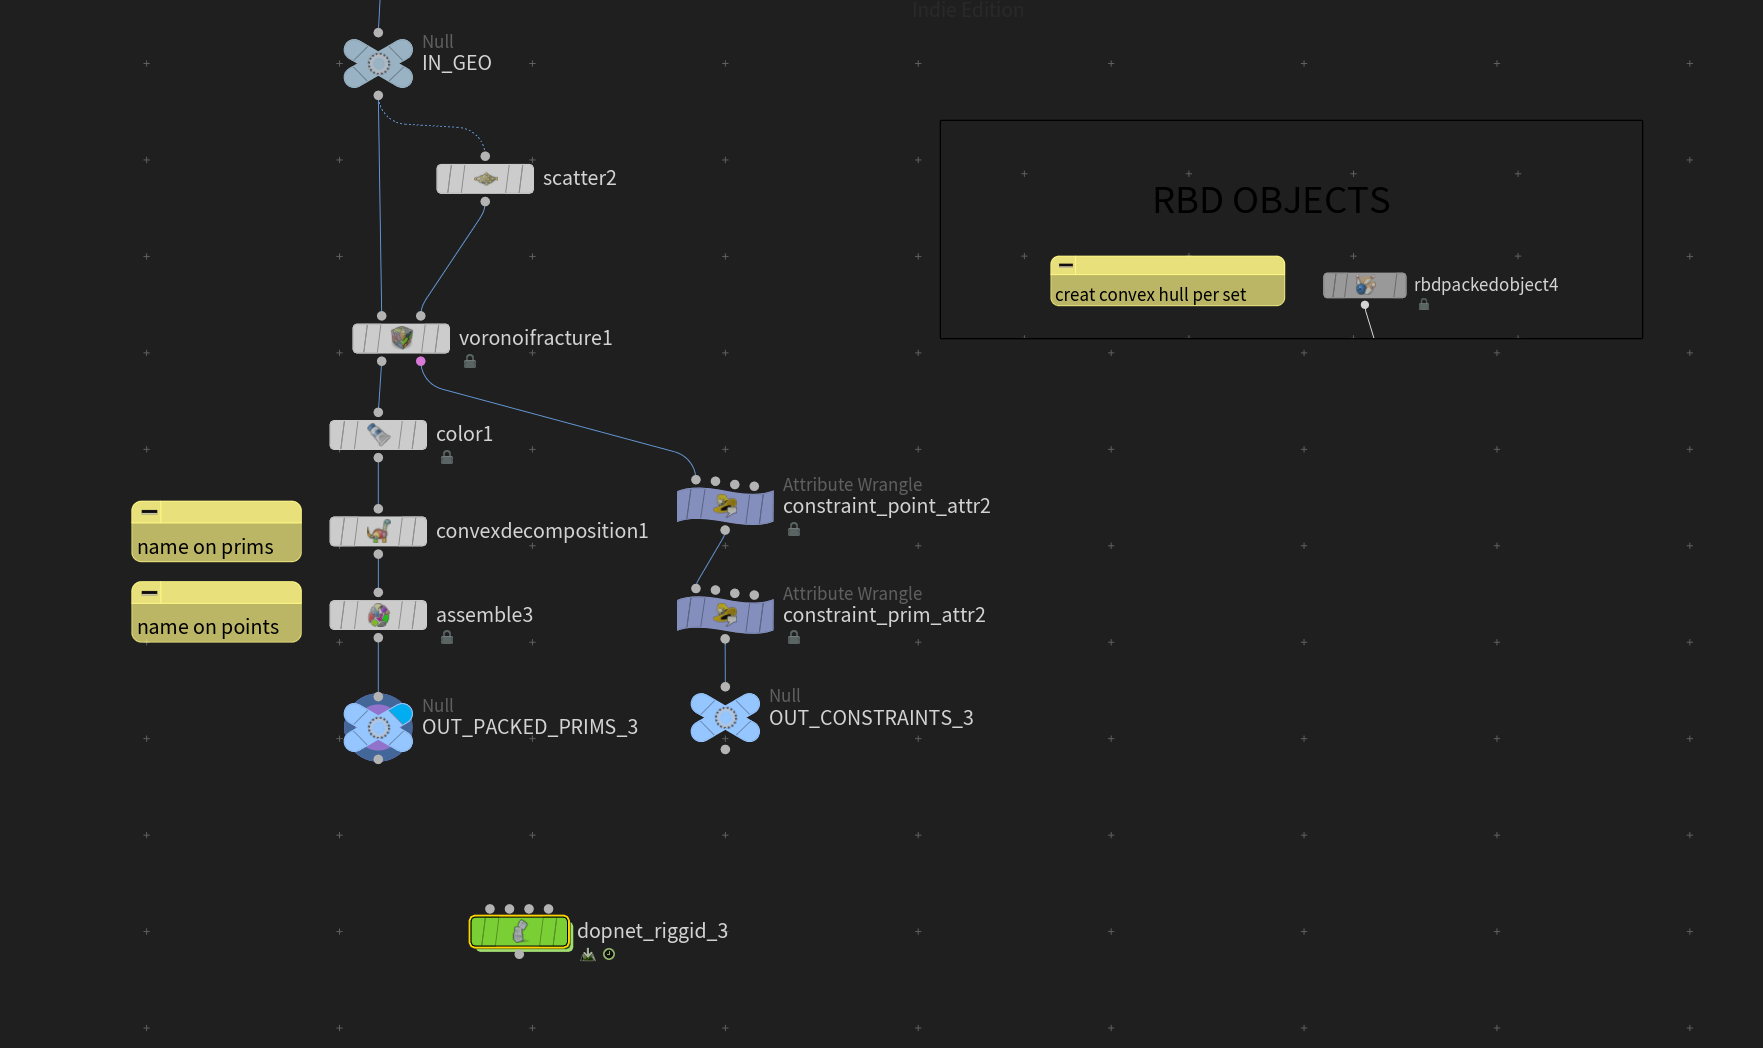 Indie Edition
Null
IN_GEO
scatter2
RBD OBJECTS
creat convex hull per set
rbdpackedobject4
voronoifracture1
color1
Attribute Wrangle
constraint_point_attr2
name on prims
convexdecomposition1
Attribute Wrangle
constraint_prim_attr2
name on points
assemble3
Null
OUT_PACKED_PRIMS_3
Null
OUT_CONSTRAINTS_3
dopnet_riggid_3